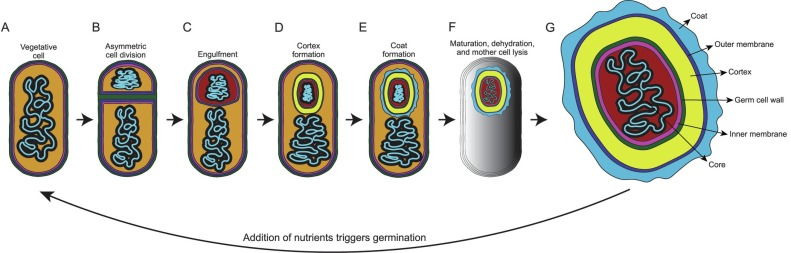 A
Vegetative
cell
B
Asymmetric
cell division
C
Engulfment
D
Cortex
formation
E
Coat
formation
F
Maturation, dehydration,
and mother cell lysis
G
Coat
Outer membrane
Cortex
Germ cell wall
Inner membrane
Core
Addition of nutrients triggers germination